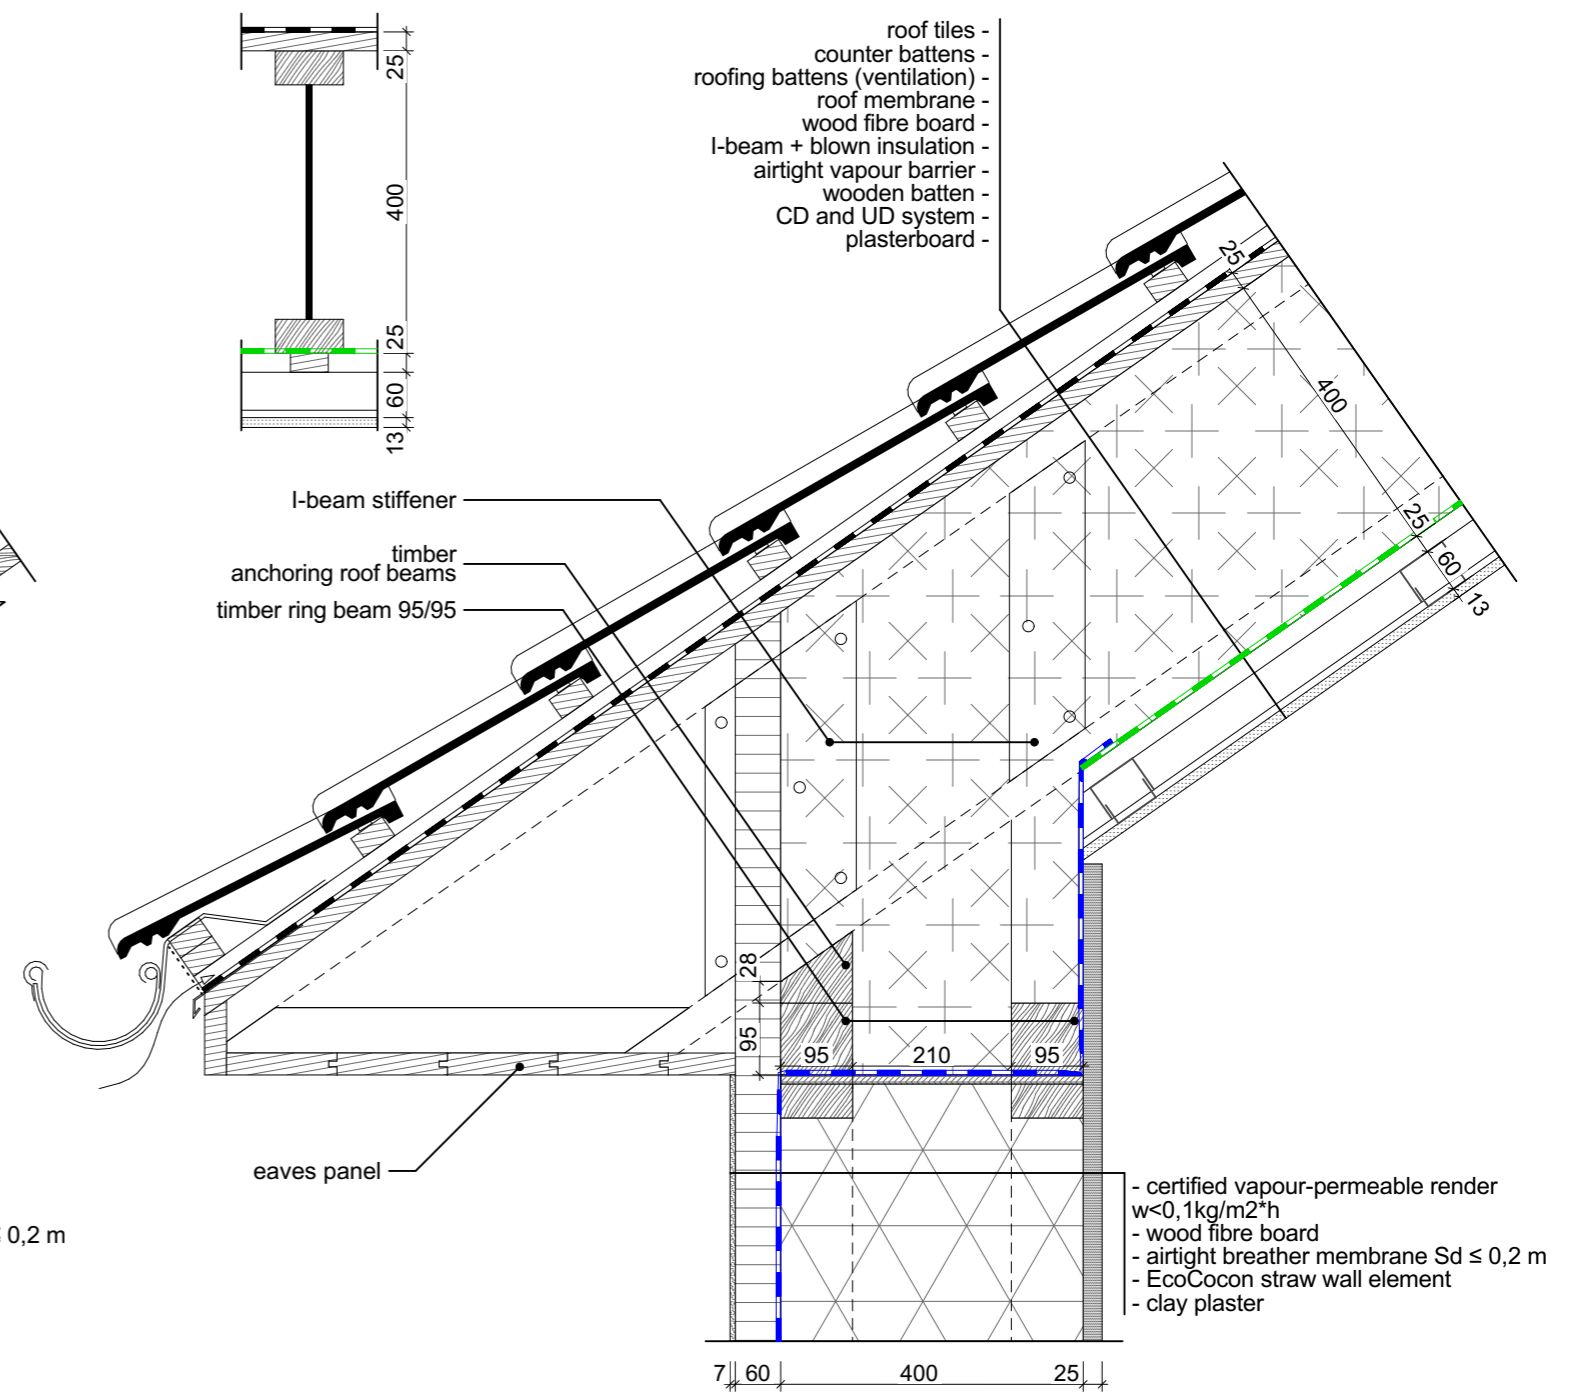 25
400
25
60
13
roof tiles -
counter battens -
roofing battens (ventilation) -
roof membrane -
wood fibre board -
I-beam + blown insulation -
airtight vapour barrier -
wooden batten -
CD and UD system -
plasterboard -
25
400
25
60
13
I-beam stiffener
timber
anchoring roof beams
timber ring beam 95/95
28
95
95
210
95
eaves panel
0,2 m
- certified vapour-permeable render
w<0,1kg/m2*h
- wood fibre board
- airtight breather membrane Sd ≤ 0,2 m
- EcoCocon straw wall element
- clay plaster
7
60
400
25